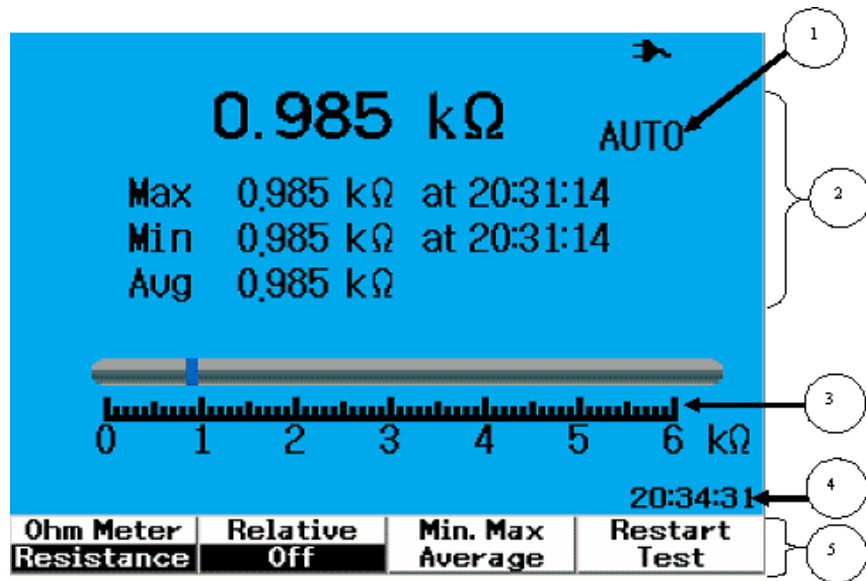 1
0.985 kΩ
AUTO
Max 0.985 kΩ at 20:31:14
2
Min 0.985 kΩ at 20:31:14
Avg 0.985 kΩ
3
0 1 2 3 4 5 6 kΩ
4
20:34:31
Ohm Meter Relative Min. Max Restart
Resistance Off Average Test
5